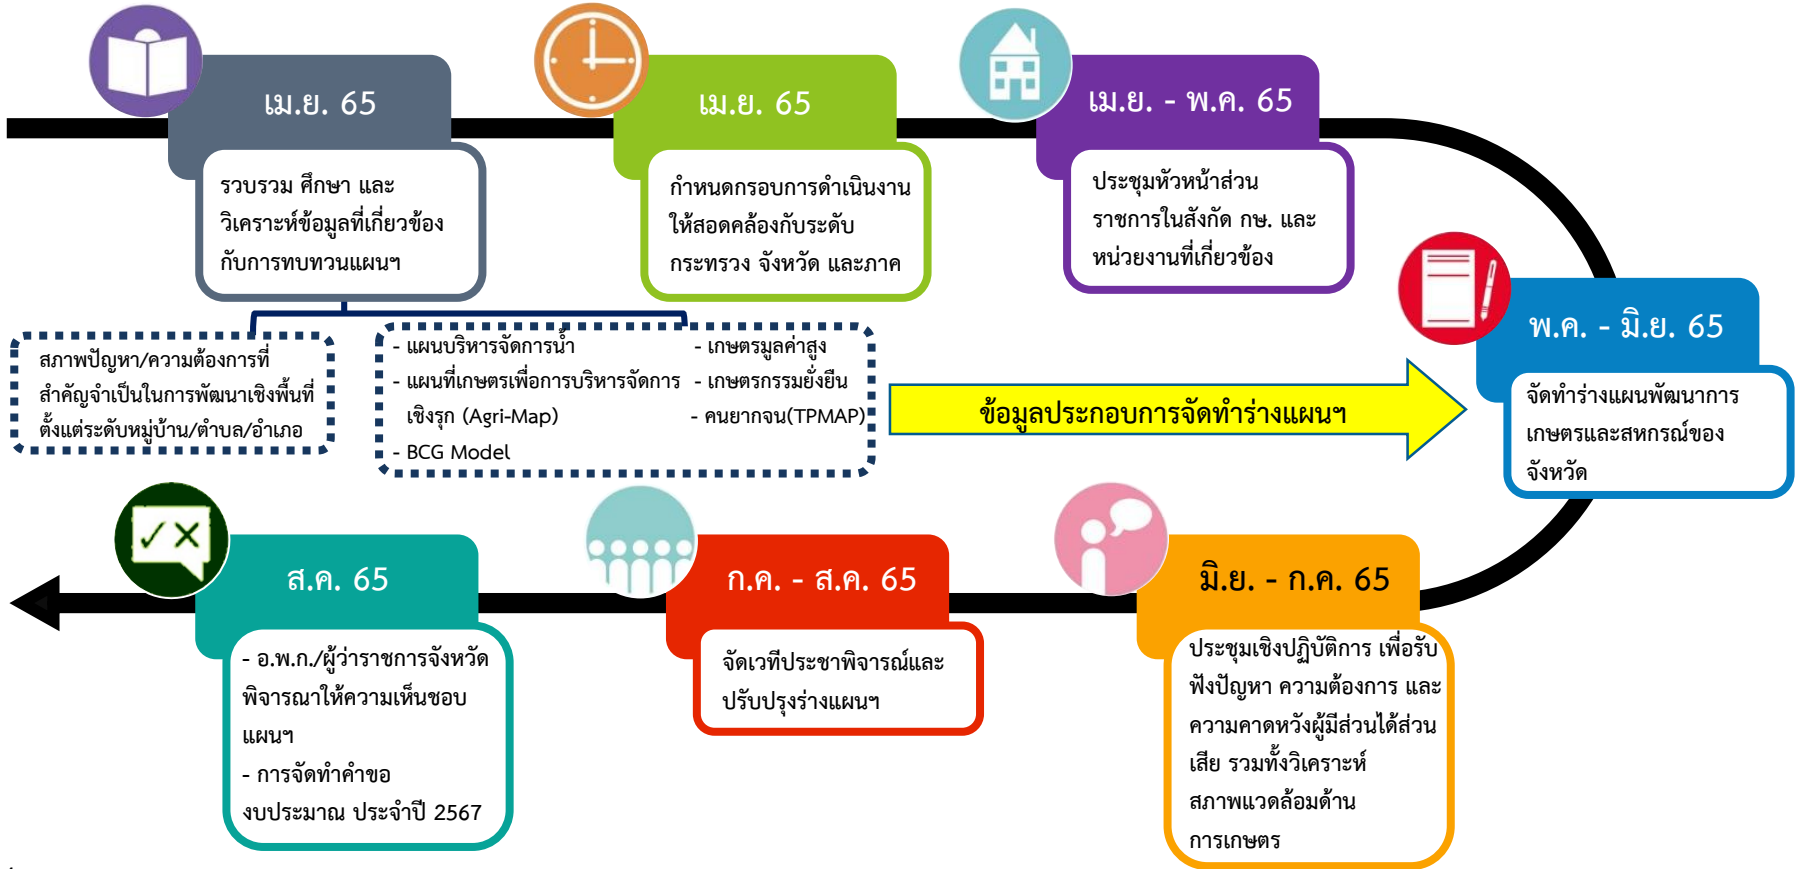 เม.ย. 65
รวบรวม ศึกษา และ
วิเคราะห์ข้อมูลที่เกี่ยวข้อง
กับการทบทวนแผนฯ
เม.ย. 65
กำหนดกรอบการดำเนินงาน
ให้สอดคล้องกับระดับ
กระทรวง จังหวัด และภาค
เม.ย. - พ.ค. 65
ประชุมหัวหน้าส่วน
ราชการในสังกัด กษ. และ
หน่วยงานที่เกี่ยวข้อง
สภาพปัญหา/ความต้องการที่
สำคัญจำเป็นในการพัฒนาเชิงพื้นที่
ตั้งแต่ระดับหมู่บ้าน/ตำบล/อำเภอ
- แผนบริหารจัดการน้ำ
- แผนที่เกษตรเพื่อการบริหารจัดการ
เชิงรุก (Agri-Map)
- BCG Model
- เกษตรมูลค่าสูง
- เกษตรกรรมยั่งยืน
- คนยากจน(TPMAP)
ข้อมูลประกอบการจัดทำร่างแผนฯ
พ.ค. - มิ.ย. 65
จัดทำร่างแผนพัฒนาการ
เกษตรและสหกรณ์ของ
จังหวัด
มิ.ย. - ก.ค. 65
ประชุมเชิงปฏิบัติการ เพื่อรับ
ฟังปัญหา ความต้องการ และ
ความคาดหวังผู้มีส่วนได้ส่วน
เสีย รวมทั้งวิเคราะห์
สภาพแวดล้อมด้าน
การเกษตร
ก.ค. - ส.ค. 65
จัดเวทีประชาพิจารณ์และ
ปรับปรุงร่างแผนฯ
ส.ค. 65
- อ.พ.ก./ผู้ว่าราชการจังหวัด
พิจารณาให้ความเห็นชอบ
แผนฯ
- การจัดทำคำขอ
งบประมาณ ประจำปี 2567